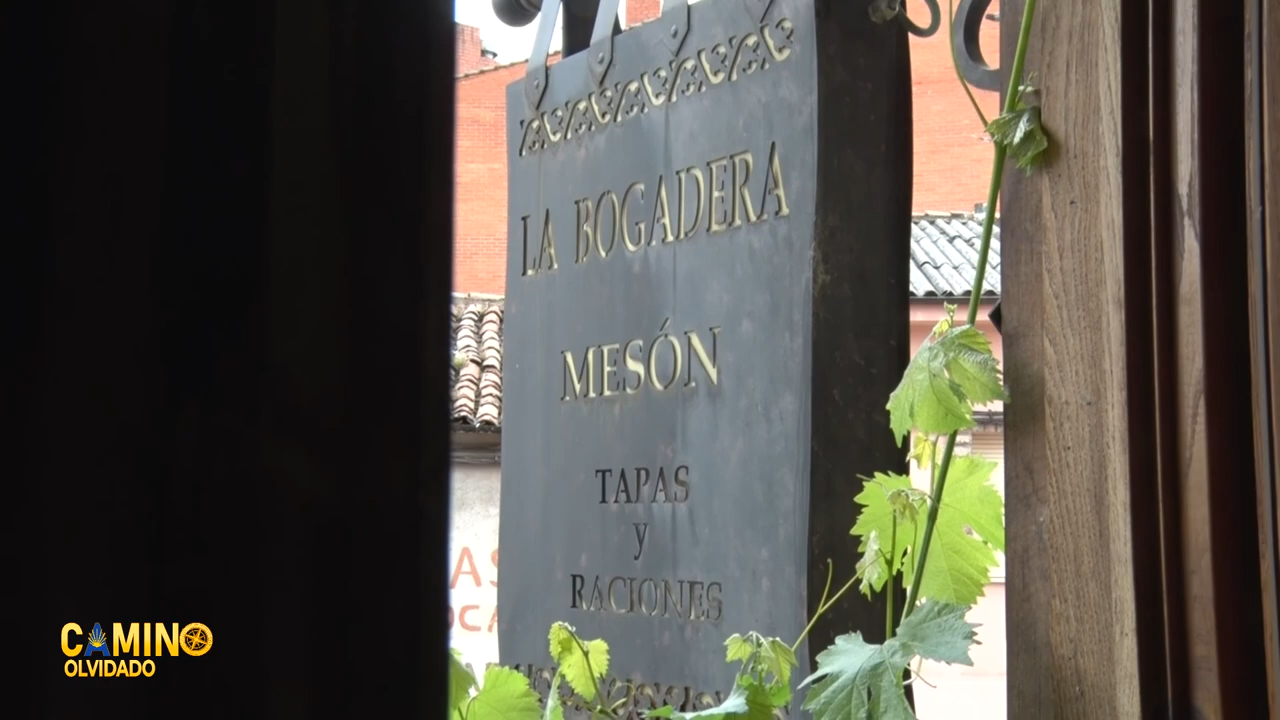 LA BOGADERA
MESÓN
TAPAS
y
RACIONES
CAMINO
OLVIDADO